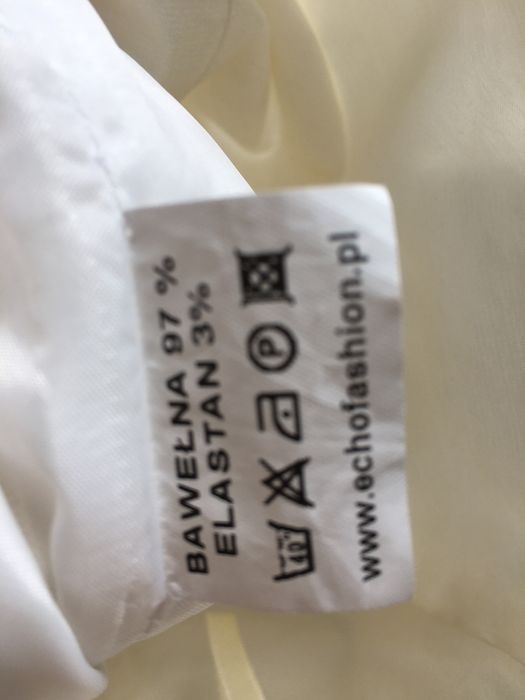 BAWEŁNA 97 %
ELASTAN 3%
40° P
www.echofashion.pl